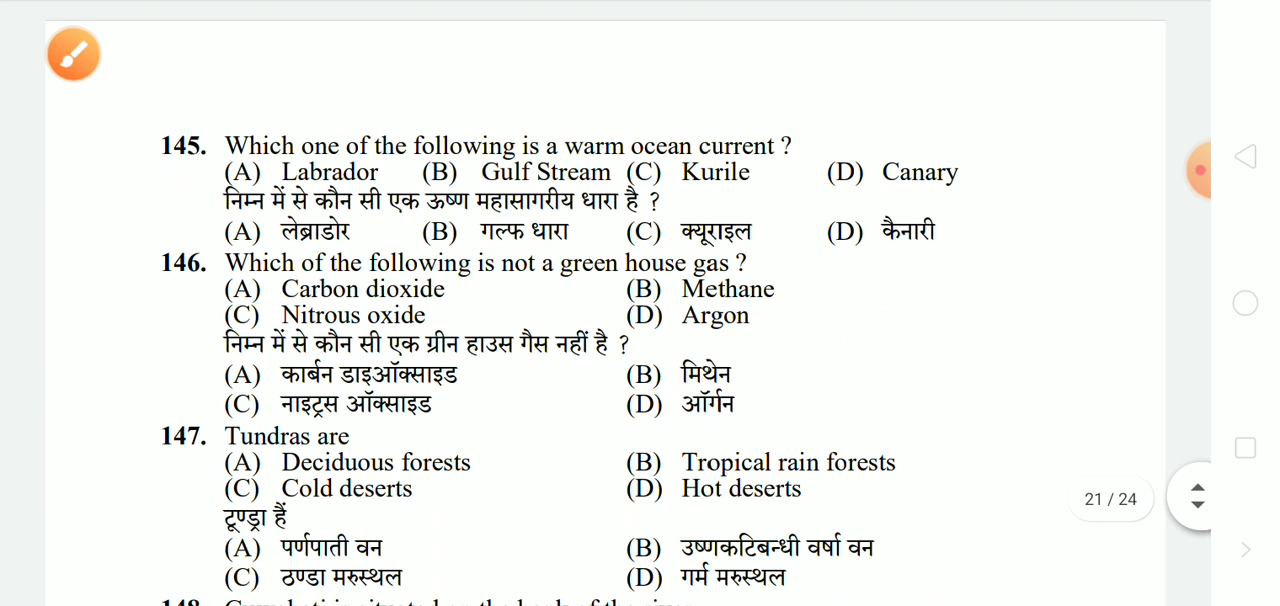 145. Which one of the following is a warm ocean current ?
(A) Labrador (B) Gulf Stream (C) Kurile (D) Canary
निम्न में से कौन सी एक ऊष्ण महासागरीय धारा है ?
(A) लेब्राडोर (B) गल्फ धारा (C) क्यूराइल (D) कैनारी
146. Which of the following is not a green house gas ?
(A) Carbon dioxide (B) Methane
(C) Nitrous oxide (D) Argon
निम्न में से कौन सी एक ग्रीन हाउस गैस नहीं है ?
(A) कार्बन डाइऑक्साइड (B) मिथेन
(C) नाइट्रस ऑक्साइड (D) ऑर्गन
147. Tundras are
(A) Deciduous forests (B) Tropical rain forests
(C) Cold deserts (D) Hot deserts
21 / 24
टूण्ड्रा हैं
(A) पर्णपाती वन (B) उष्णकटिबन्धी वर्षा वन
(C) ठण्डा मरुस्थल (D) गर्म मरुस्थल